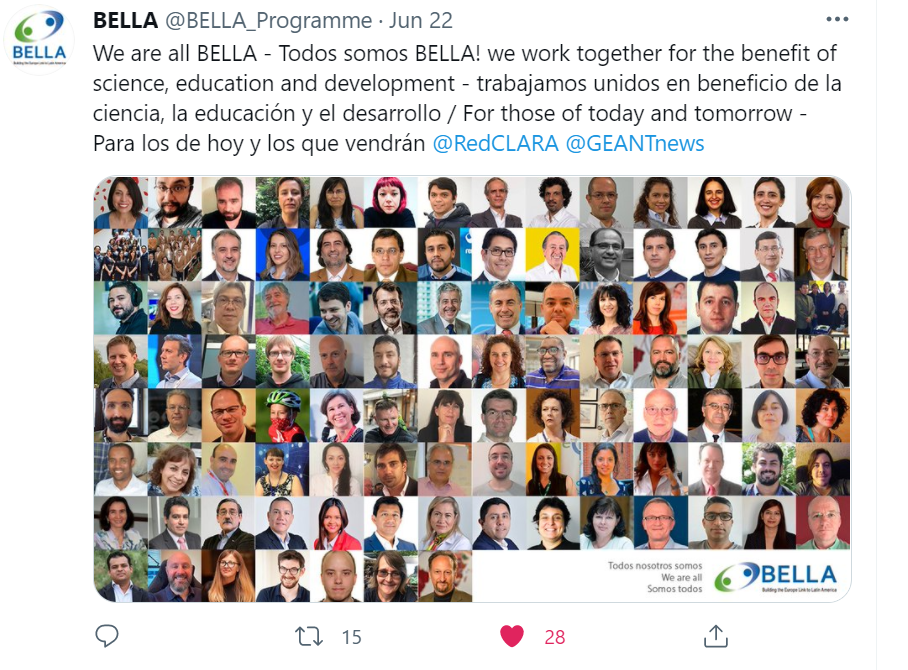 BELLA
Building the Europe Link to Latin America
BELLA @BELLA_Programme · Jun 22
We are all BELLA - Todos somos BELLA! we work together for the benefit of
science, education and development - trabajamos unidos en beneficio de la
ciencia, la educación y el desarrollo / For those of today and tomorrow -
Para los de hoy y los que vendrán @RedCLARA @GEANTnews
Todos nosotros somos
We are all
Somos todos
BELLA
Building the Europe Link to Latin America
15
28